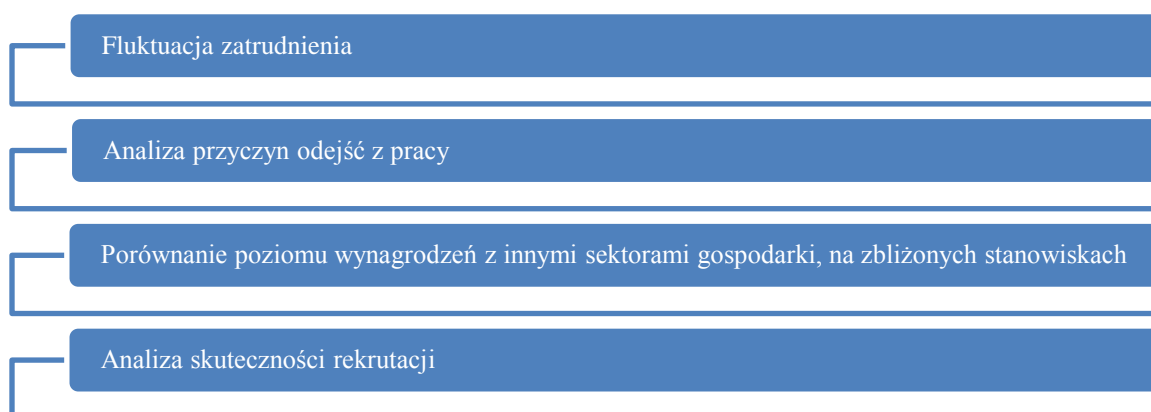 Fluktuacja zatrudnienia
Analiza przyczyn odejść z pracy
Porównanie poziomu wynagrodzeń z innymi sektorami gospodarki, na zbliżonych stanowiskach
Analiza skuteczności rekrutacji